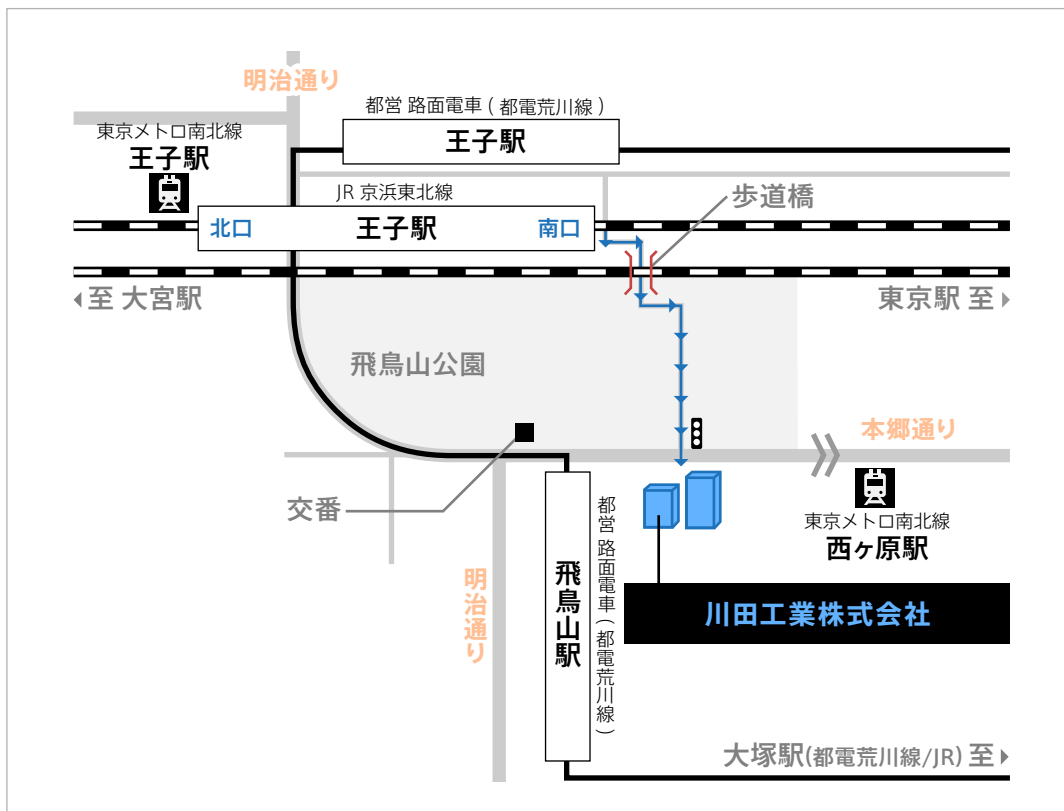 明治通り
都営 路面電車 ( 都電荒川線 )
王子駅
東京メトロ南北線
王子駅
JR 京浜東北線
北口
王子駅
南口
歩道橋
至 大宮駅
東京駅 至
飛鳥山公園
本郷通り
交番
東京メトロ南北線
西ヶ原駅
明治通り
飛鳥山駅
都営 路面電車 ( 都電荒川線 )
川田工業株式会社
大塚駅(都電荒川線/JR) 至